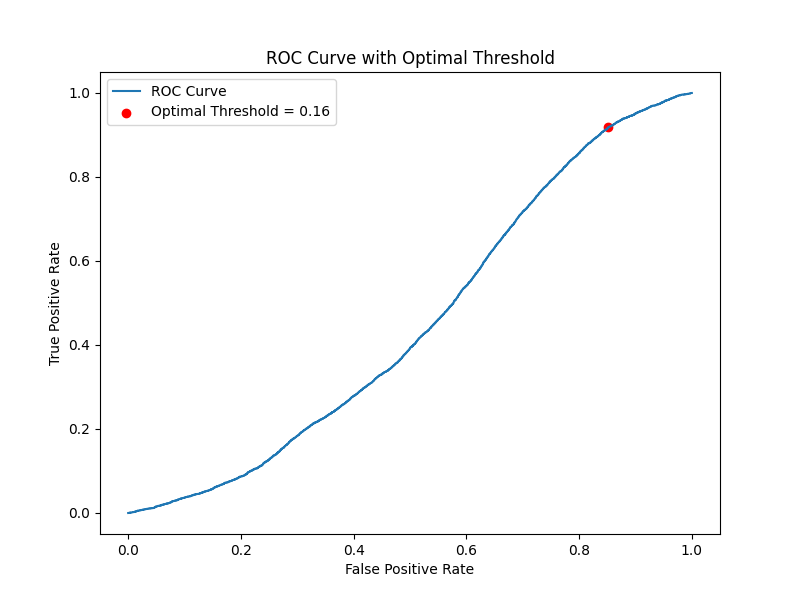 ROC Curve with Optimal Threshold
ROC Curve
Optimal Threshold = 0.16
1.0
0.8
0.6
0.4
0.2
0.0
True Positive Rate
0.0 0.2 0.4 0.6 0.8 1.0
False Positive Rate